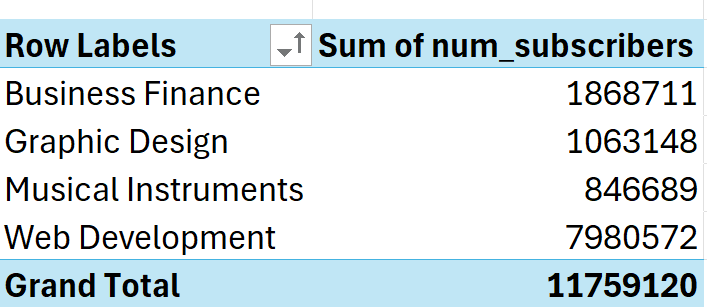 Row Labels Sum of num_subscribers
Business Finance 1868711
Graphic Design 1063148
Musical Instruments 846689
Web Development 7980572
Grand Total 11759120